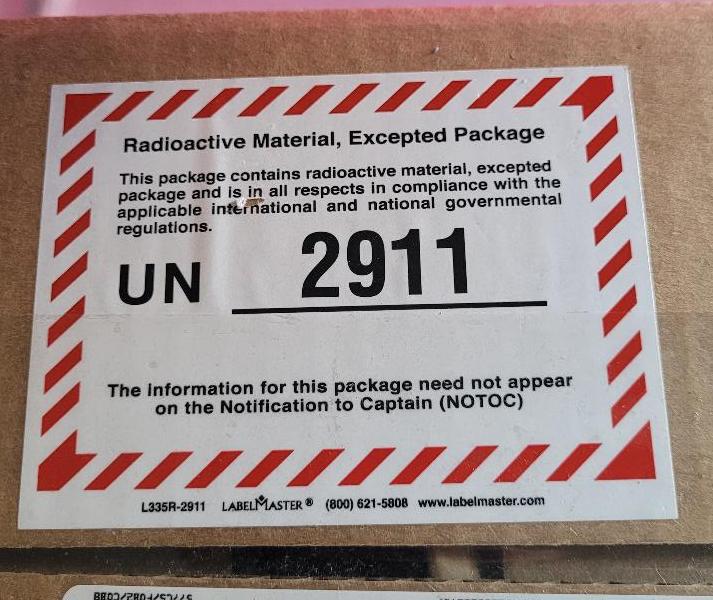 Radioactive Material, Excepted Package
This package contains radioactive material, excepted
package and is in all respects in compliance with the
applicable international and national governmental
regulations.
UN 2911
The information for this package need not appear
on the Notification to Captain (NOTOC)
L335R-2911 LABELMASTER® (800) 621-5808 www.labelmaster.com